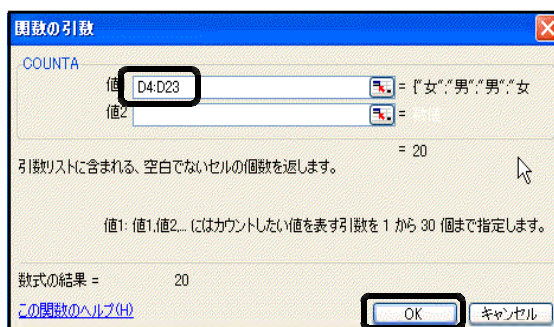 関数の引数
COUNTA
値1 D4:D23 = {"女";"男";"男";"女
値2 = 数値
= 20
引数リストに含まれる、空白でないセルの個数を返します。
値1: 値1,値2,... にはカウントしたい値を表す引数を 1 から 30 個まで指定します。
数式の結果 = 20
この関数のヘルプ(H) OK キャンセル